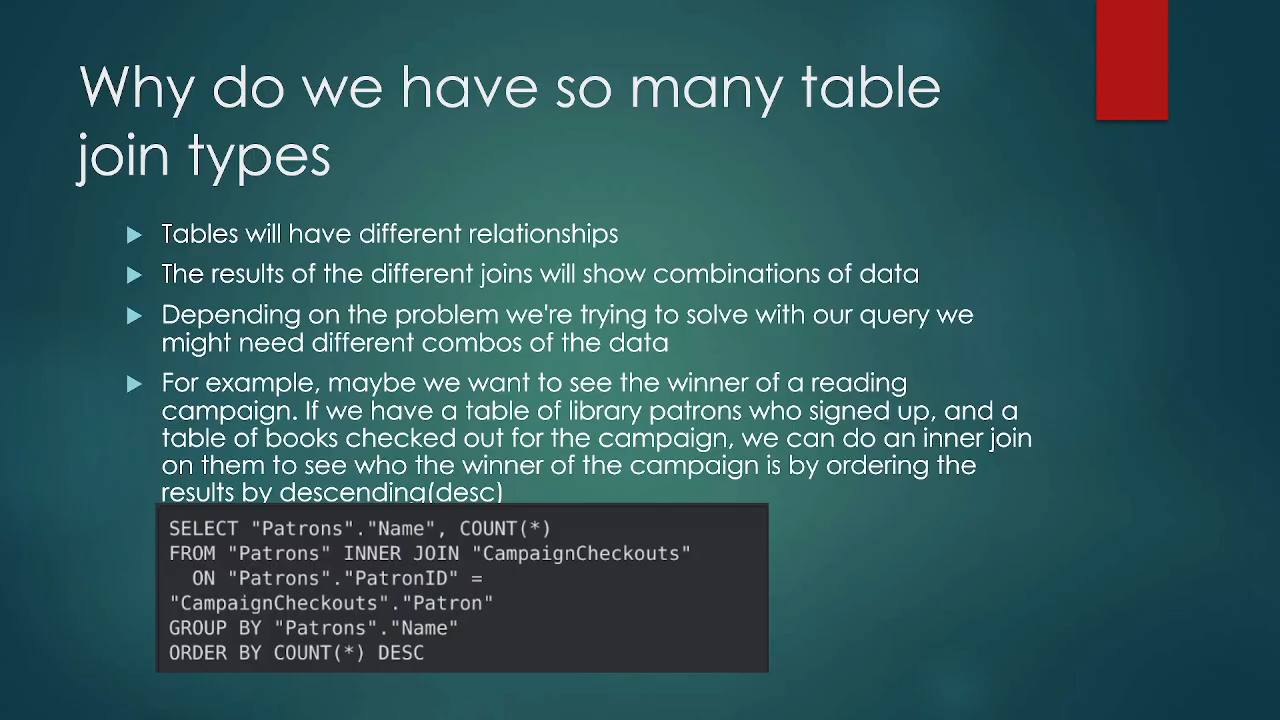 Why do we have so many table
join types
Tables will have different relationships
The results of the different joins will show combinations of data
Depending on the problem we're trying to solve with our query we
might need different combos of the data
For example, maybe we want to see the winner of a reading
campaign. If we have a table of library patrons who signed up, and a
table of books checked out for the campaign, we can do an inner join
on them to see who the winner of the campaign is by ordering the
results by descending(desc)
SELECT "Patrons"."Name", COUNT(*)
FROM "Patrons" INNER JOIN "CampaignCheckouts"
  ON "Patrons"."PatronID" =
"CampaignCheckouts"."Patron"
GROUP BY "Patrons"."Name"
ORDER BY COUNT(*) DESC